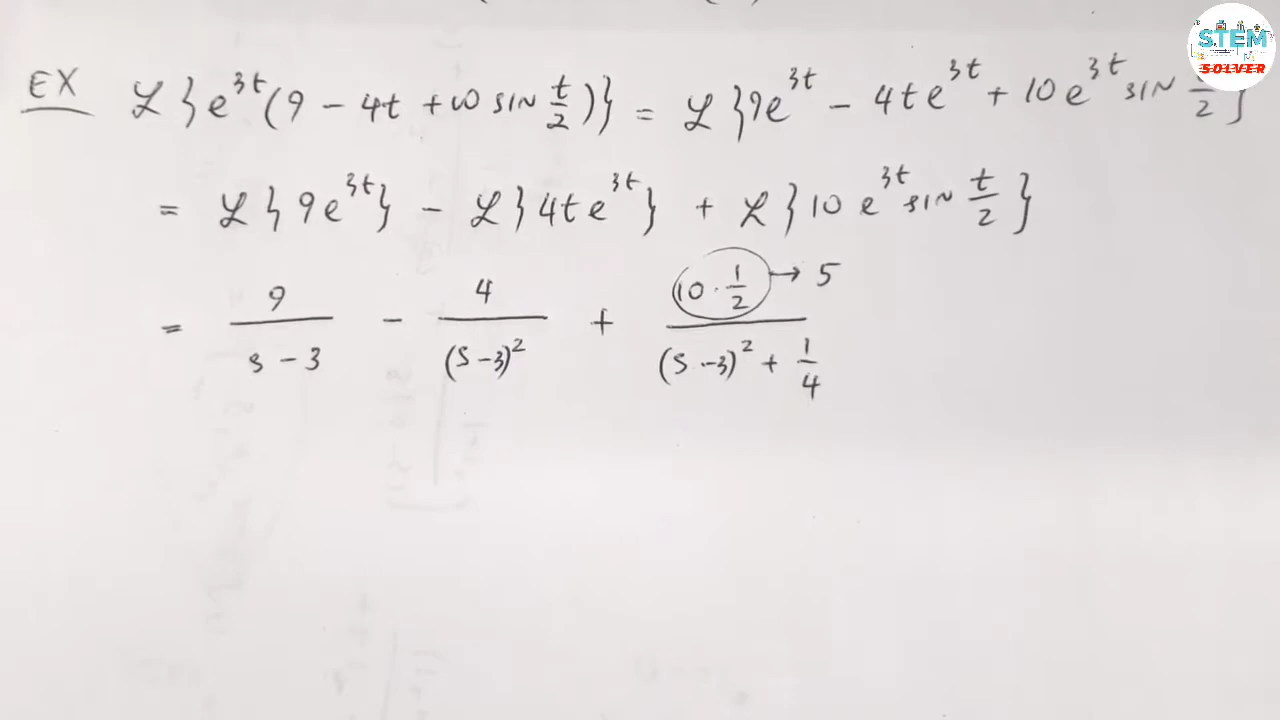 STEM
SOLVER
EX ℒ{e^{3t}(9 - 4t + 10 sin t/2)} = ℒ{9e^{3t} - 4te^{3t} + 10e^{3t} sin /2}
= ℒ{9e^{3t}} - ℒ{4te^{3t}} + ℒ{10 e^{3t} sin t/2}
= 9/(s - 3) - 4/(s-3)^2 + (10 · 1/2)/((s-3)^2 + 1/4) → 5